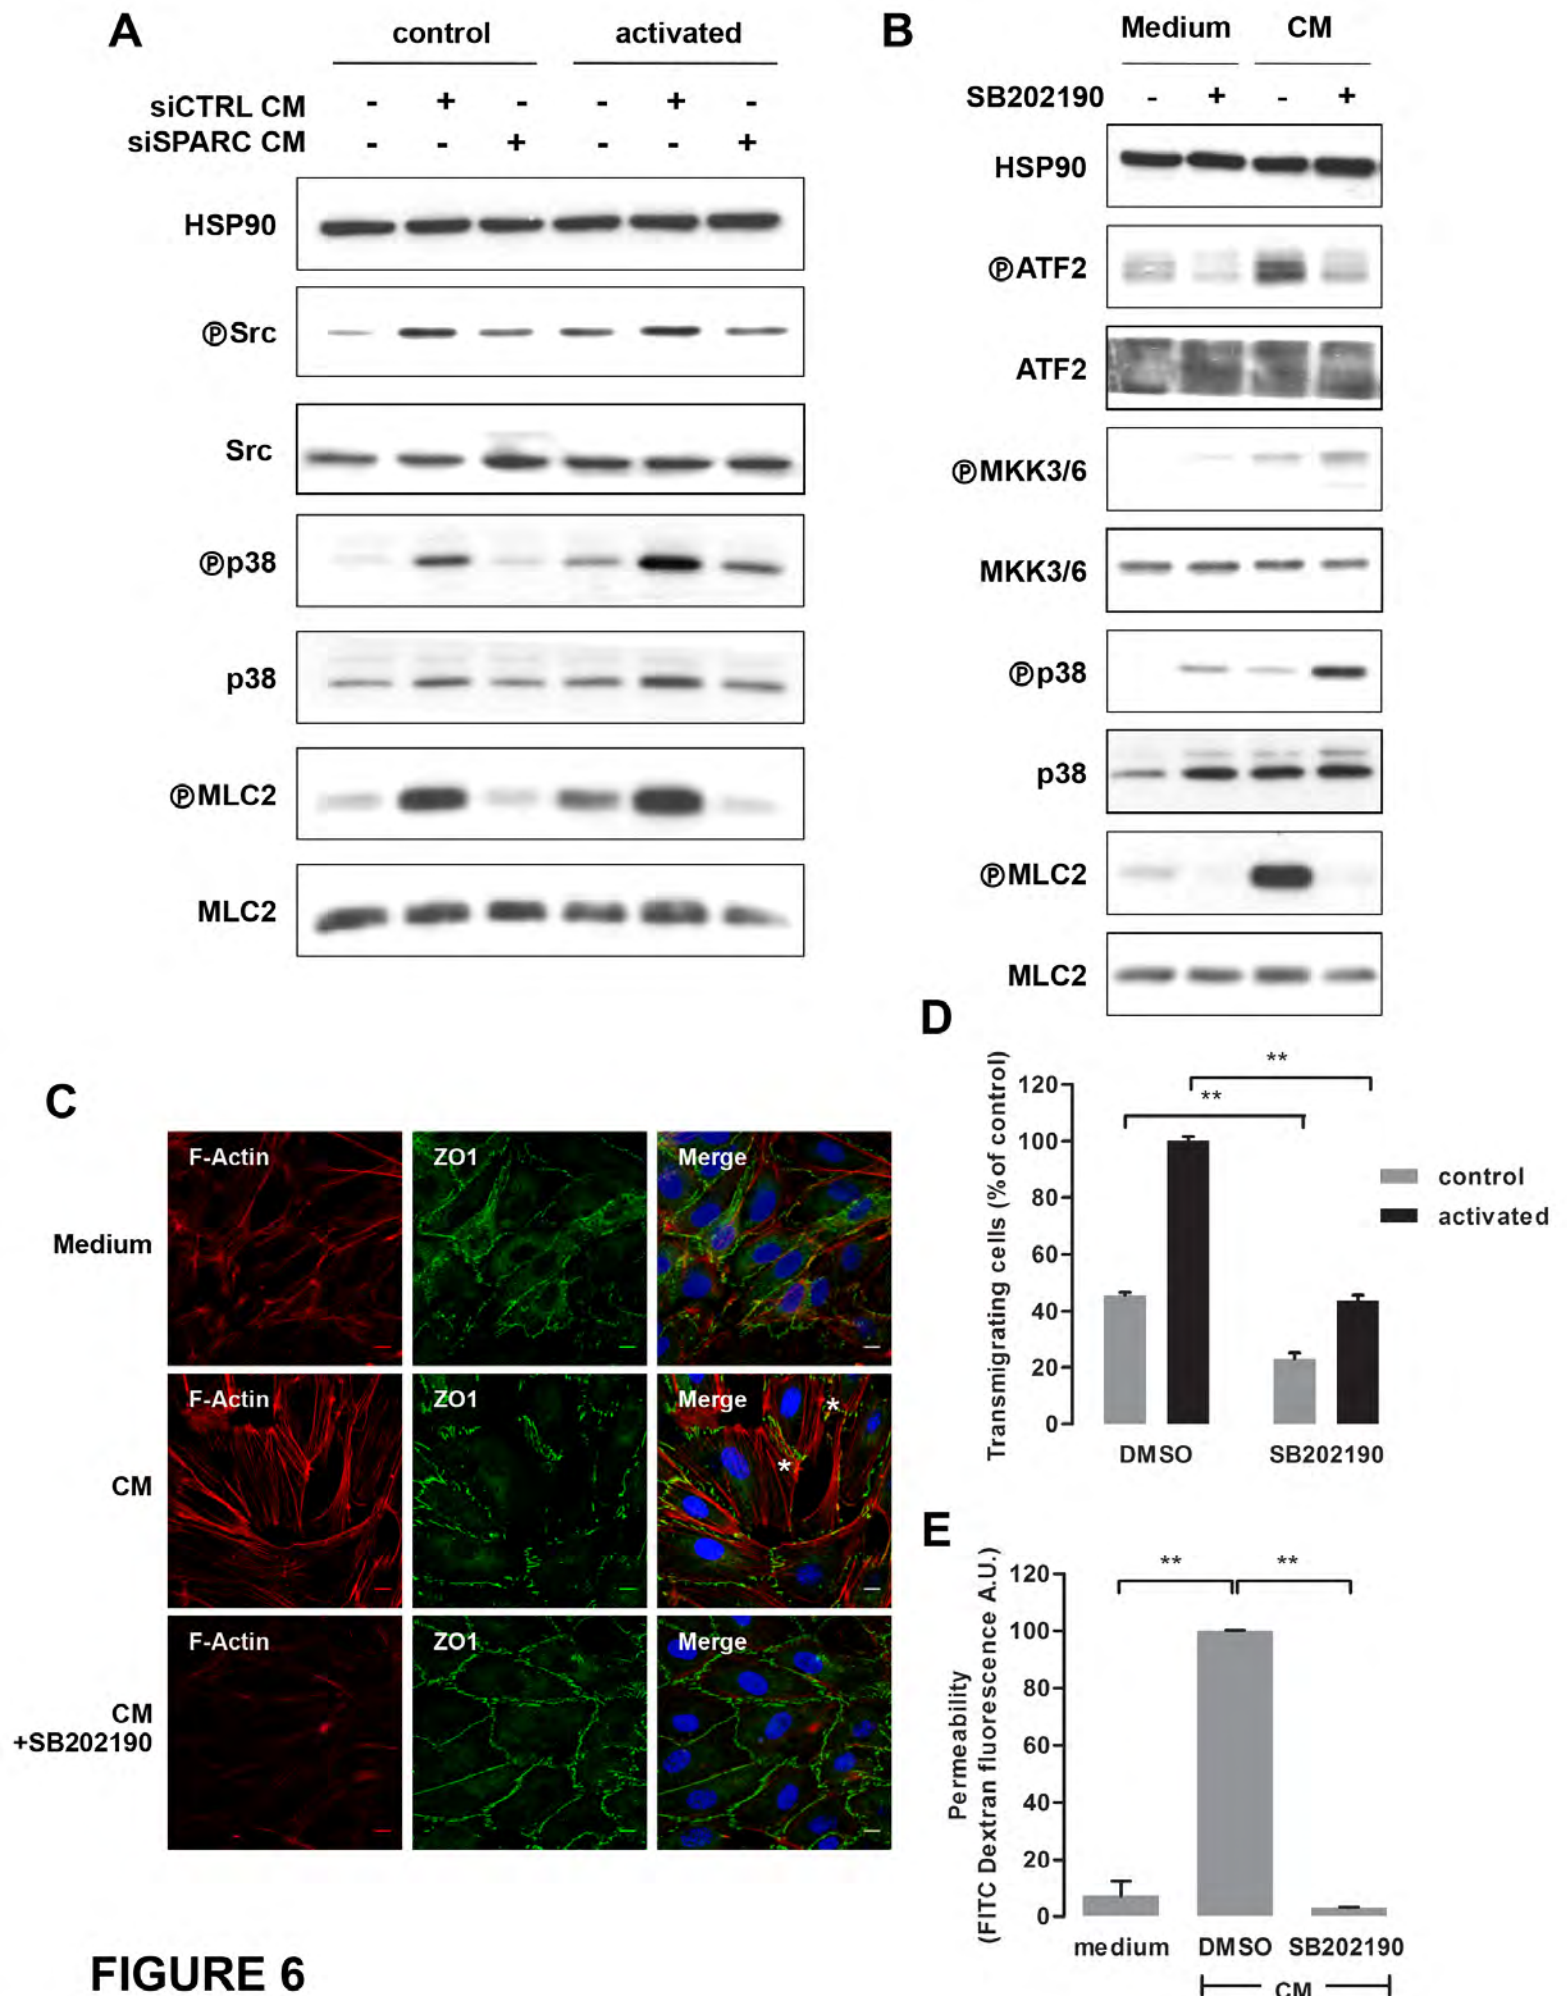 A
control activated
siCTRL CM - + - - + -
siSPARC CM - - + - - +
HSP90
ⓅSrc
Src
Ⓟp38
p38
ⓅMLC2
MLC2
B
Medium CM
SB202190 - + - +
HSP90
ⓅATF2
ATF2
ⓅMKK3/6
MKK3/6
Ⓟp38
p38
ⓅMLC2
MLC2
C
F-Actin ZO1 Merge
Medium
F-Actin ZO1 Merge
* *
CM
F-Actin ZO1 Merge
CM
+SB202190
D
Transmigrating cells (% of control)
120
100
80
60
40
20
0
**
**
DMSO SB202190
control
activated
E
Permeability
(FITC Dextran fluorescence A.U.)
120
100
80
60
40
20
0
** **
medium DMSO SB202190
CM
FIGURE 6